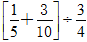 [1/5 + 3/10] ÷ 3/4